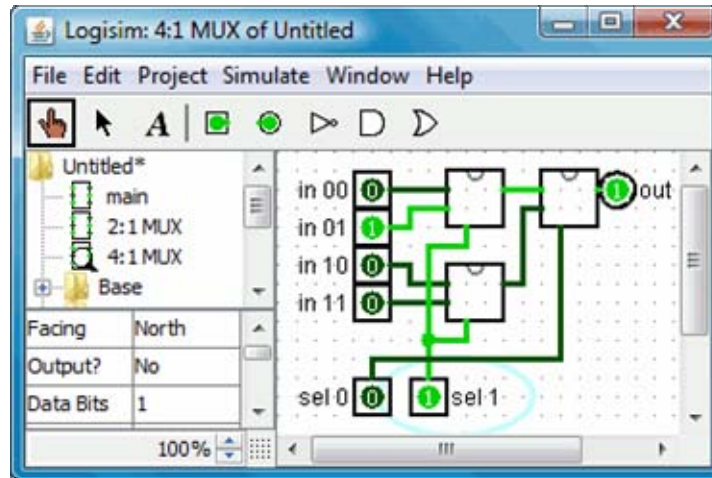 Logisim: 4:1 MUX of Untitled
File Edit Project Simulate Window Help
A
Untitled*
main
2:1 MUX
4:1 MUX
Base
Facing North
Output? No
Data Bits 1
100%
in 00 0
in 01 1
in 10 0
in 11 0
1 out
sel 0 0
1 sel 1